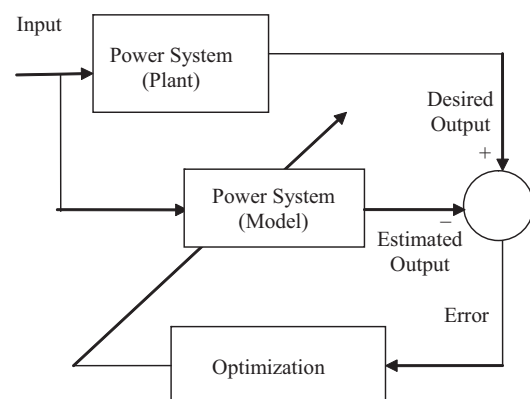 Input
Power System
(Plant)
Desired
Output
+
Power System
(Model)
−
Estimated
Output
Error
Optimization